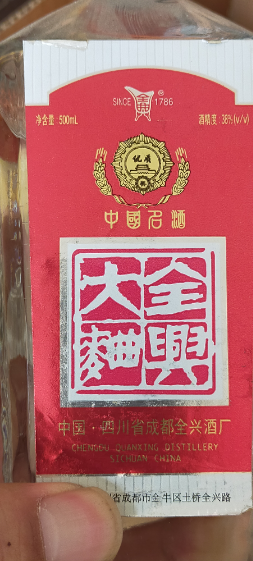 SINCE 1786
®
净含量:500mL
酒精度:38%(v/v)
优质
中國名酒
全興
大麯
中国·四川省成都全兴酒厂
CHENGDU QUANXING DISTILLERY
SICHUAN CHINA
川省成都市金牛区土桥全兴路